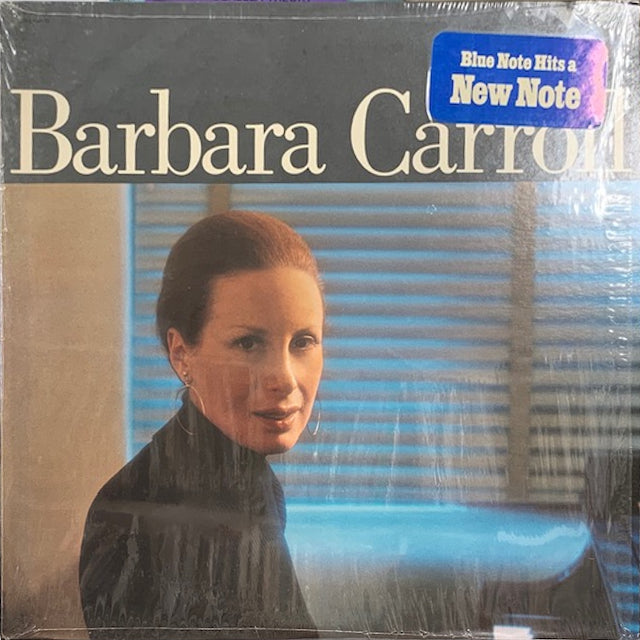 Blue Note Hits a
New Note
Barbara Carroll